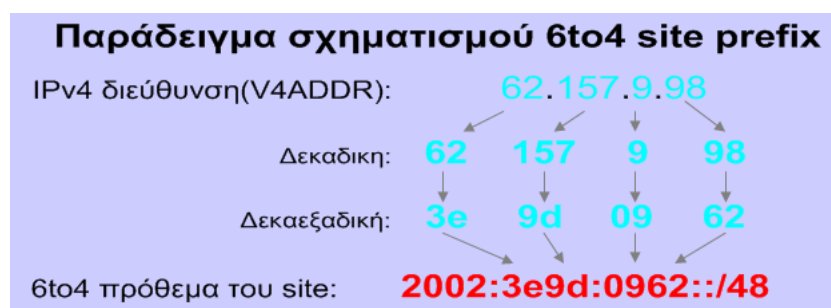 Παράδειγμα σχηματισμού 6to4 site prefix
IPv4 διεύθυνση(V4ADDR): 62.157.9.98
Δεκαδικη: 62 157 9 98
Δεκαεξαδική: 3e 9d 09 62
6to4 πρόθεμα του site: 2002:3e9d:0962::/48